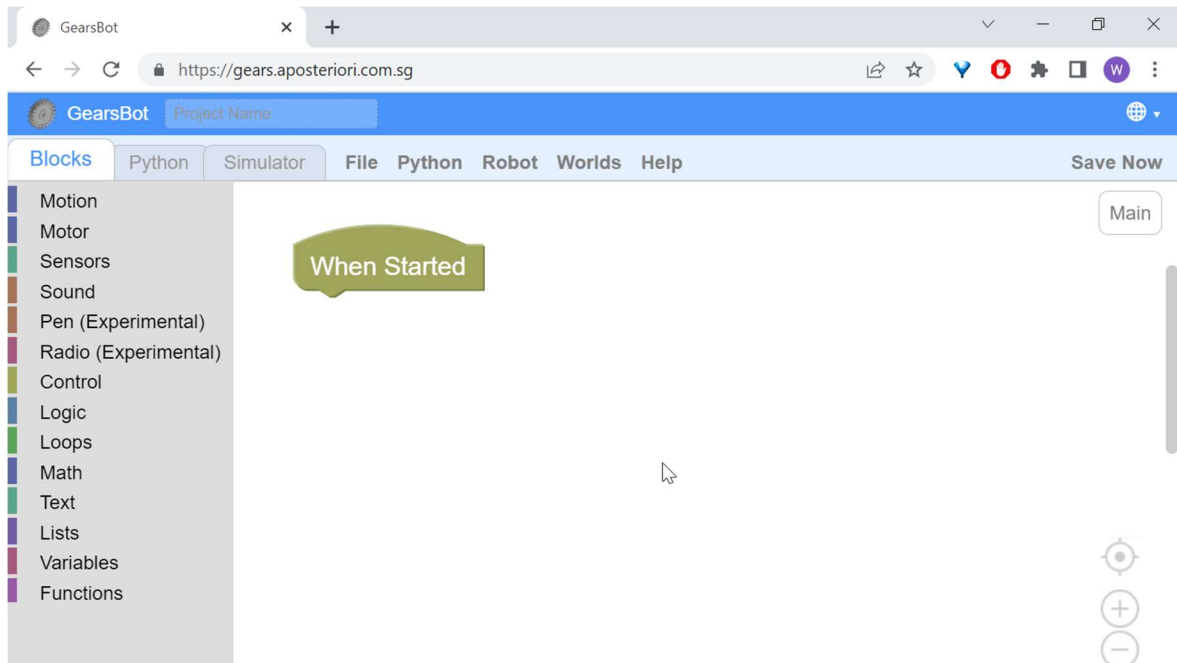 GearsBot
https://gears.aposteriori.com.sg
W
GearsBot Project Name
Blocks Python Simulator File Python Robot Worlds Help Save Now
Motion
Motor
Sensors
Sound
Pen (Experimental)
Radio (Experimental)
Control
Logic
Loops
Math
Text
Lists
Variables
Functions
When Started
Main